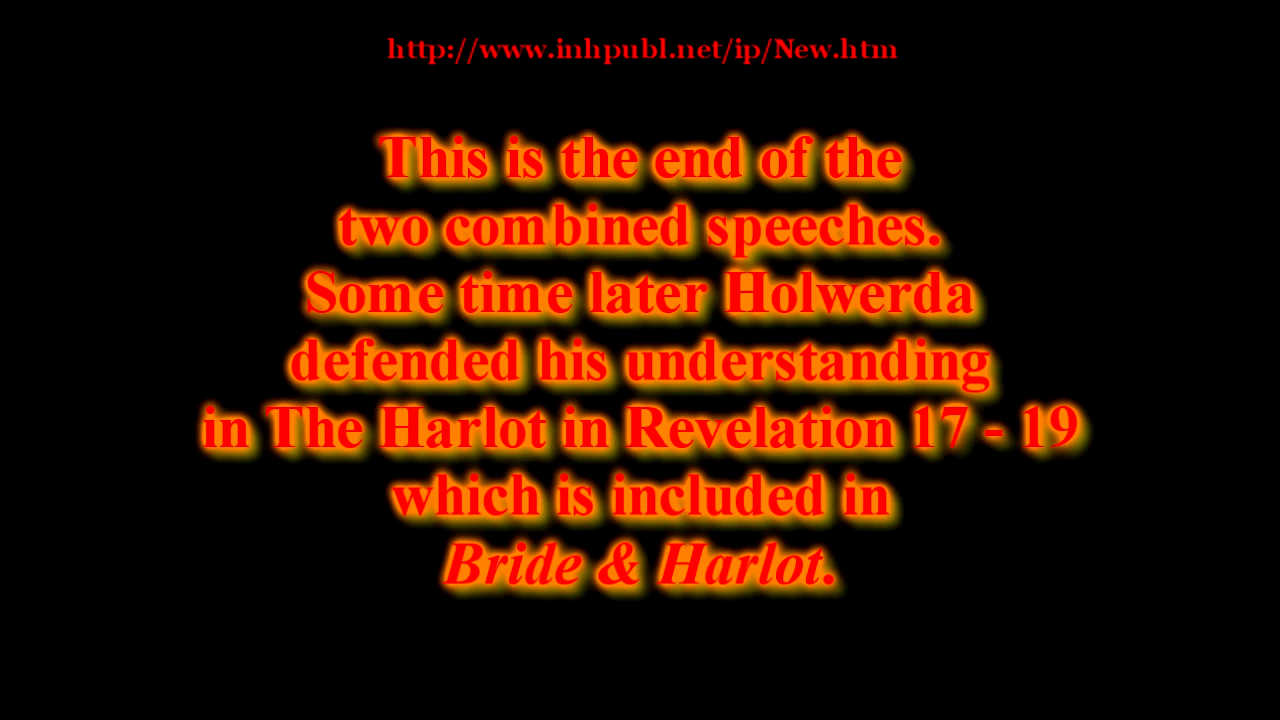 http://www.inhpubl.net/ip/New.htm
This is the end of the
two combined speeches.
Some time later Holwerda
defended his understanding
in The Harlot in Revelation 17 - 19
which is included in
Bride & Harlot.